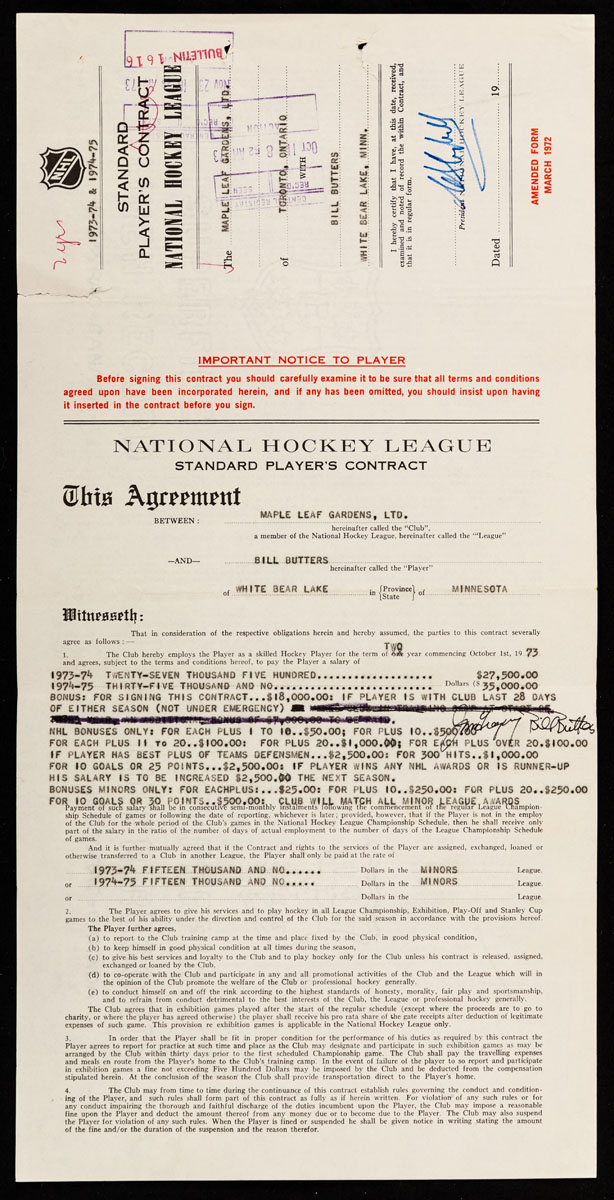 NHL
2 yrs
1973-74 & 1974-75
STANDARD
PLAYER'S CONTRACT
NATIONAL HOCKEY LEAGUE
The MAPLE LEAF GARDENS, LTD.
of TORONTO, ONTARIO
WITH
BILL BUTTERS
WHITE BEAR LAKE, MINN.
I hereby certify that I have, at this date, received,
examined and noted of record the within Contract, and
that it is in regular form.
President HOCKEY LEAGUE
Dated 19
AMENDED FORM
MARCH 1972
BULLETIN 1616
IMPORTANT NOTICE TO PLAYER
Before signing this contract you should carefully examine it to be sure that all terms and conditions
agreed upon have been incorporated herein, and if any has been omitted, you should insist upon having
it inserted in the contract before you sign.
NATIONAL HOCKEY LEAGUE
STANDARD PLAYER'S CONTRACT
This Agreement
BETWEEN: MAPLE LEAF GARDENS, LTD.
hereinafter called the "Club",
a member of the National Hockey League, hereinafter called the "League"
—AND— BILL BUTTERS
hereinafter called the "Player"
of WHITE BEAR LAKE in {Province State} of MINNESOTA
Witnesseth:
That in consideration of the respective obligations herein and hereby assumed, the parties to this contract severally
agree as follows:—
TWO
1. The Club hereby employs the Player as a skilled Hockey Player for the term of year commencing October 1st, 1973
and agrees, subject to the terms and conditions hereof, to pay the Player a salary of
1973-74 TWENTY-SEVEN THOUSAND FIVE HUNDRED.................. $27,500.00
1974-75 THIRTY-FIVE THOUSAND AND NO........................ Dollars ($ 35,000.00
BONUS: FOR SIGNING THIS CONTRACT...$18,000.00: IF PLAYER IS WITH CLUB LAST 28 DAYS
OF EITHER SEASON (NOT UNDER EMERGENCY)
Bill Butters
NHL BONUSES ONLY: FOR EACH PLUS 1 TO 10..$50.00; FOR PLUS 10..$500.00
FOR EACH PLUS 11 TO 20..$100.00: FOR PLUS 20..$1,000.00; FOR EACH PLUS OVER 20.$100.00
IF PLAYER HAS BEST PLUS OF TEAMS DEFENSMEN...$2,500.00: FOR 300 HITS..$1,000.00
FOR 10 GOALS OR 25 POINTS...$2,500.00: IF PLAYER WINS ANY NHL AWARDS OR IS RUNNER-UP
HIS SALARY IS TO BE INCREASED $2,500.00 THE NEXT SEASON.
BONUSES MINORS ONLY: FOR EACHPLUS:...$25.00: FOR PLUS 10..$250.00: FOR PLUS 20..$250.00
FOR 10 GOALS OR 30 POINTS..$500.00: CLUB WILL MATCH ALL MINOR LEAGUE AWARDS
Payment of such salary shall be in consecutive semi-monthly instalments following the commencement of the regular League Champion-
ship Schedule of games or following the date of reporting, whichever is later; provided, however, that if the Player is not in the employ
of the Club for the whole period of the Club's games in the National Hockey League Championship Schedule, then he shall receive only
part of the salary in the ratio of the number of days of actual employment to the number of days of the League Championship Schedule
of games.
And it is further mutually agreed that if the Contract and rights to the services of the Player are assigned, exchanged, loaned or
otherwise transferred to a Club in another League, the Player shall only be paid at the rate of
1973-74 FIFTEEN THOUSAND AND NO...... Dollars in the MINORS League.
or 1974-75 FIFTEEN THOUSAND AND NO..... Dollars in the MINORS League.
or Dollars in the League.
2. The Player agrees to give his services and to play hockey in all League Championship, Exhibition, Play-Off and Stanley Cup
games to the best of his ability under the direction and control of the Club for the said season in accordance with the provisions hereof.
The Player further agrees,
(a) to report to the Club training camp at the time and place fixed by the Club, in good physical condition,
(b) to keep himself in good physical condition at all times during the season,
(c) to give his best services and loyalty to the Club and to play hockey only for the Club unless his contract is released, assigned,
exchanged or loaned by the Club,
(d) to co-operate with the Club and participate in any and all promotional activities of the Club and the League which will in
the opinion of the Club promote the welfare of the Club or professional hockey generally.
(e) to conduct himself on and off the rink according to the highest standards of honesty, morality, fair play and sportsmanship,
and to refrain from conduct detrimental to the best interests of the Club, the League or professional hockey generally.
The Club agrees that in exhibition games played after the start of the regular schedule (except where the proceeds are to go to
charity, or where the player has agreed otherwise) the player shall receive his pro rata share of the gate receipts after deduction of legitimate
expenses of such game. This provision re exhibition games is applicable in the National Hockey League only.
3. In order that the Player shall be fit in proper condition for the performance of his duties as required by this contract the
Player agrees to report for practice at such time and place as the Club may designate and participate in such exhibition games as may be
arranged by the Club within thirty days prior to the first scheduled Championship game. The Club shall pay the travelling expenses
and meals en route from the Player's home to the Club's training camp. In the event of failure of the player to so report and participate
in exhibition games a fine not exceeding Five Hundred Dollars may be imposed by the Club and be deducted from the compensation
stipulated herein. At the conclusion of the season the Club shall provide transportation direct to the Player's home.
4. The Club may from time to time during the continuance of this contract establish rules governing the conduct and condition-
ing of the Player, and such rules shall form part of this contract as fully as if herein written. For violation of any such rules or for
any conduct impairing the thorough and faithful discharge of the duties incumbent upon the Player, the Club may impose a reasonable
fine upon the Player and deduct the amount thereof from any money due or to become due to the Player. The Club may also suspend
the Player for violation of any such rules. When the Player is fined or suspended he shall be given notice in writing stating the amount
of the fine and/or the duration of the suspension and the reason therefor.